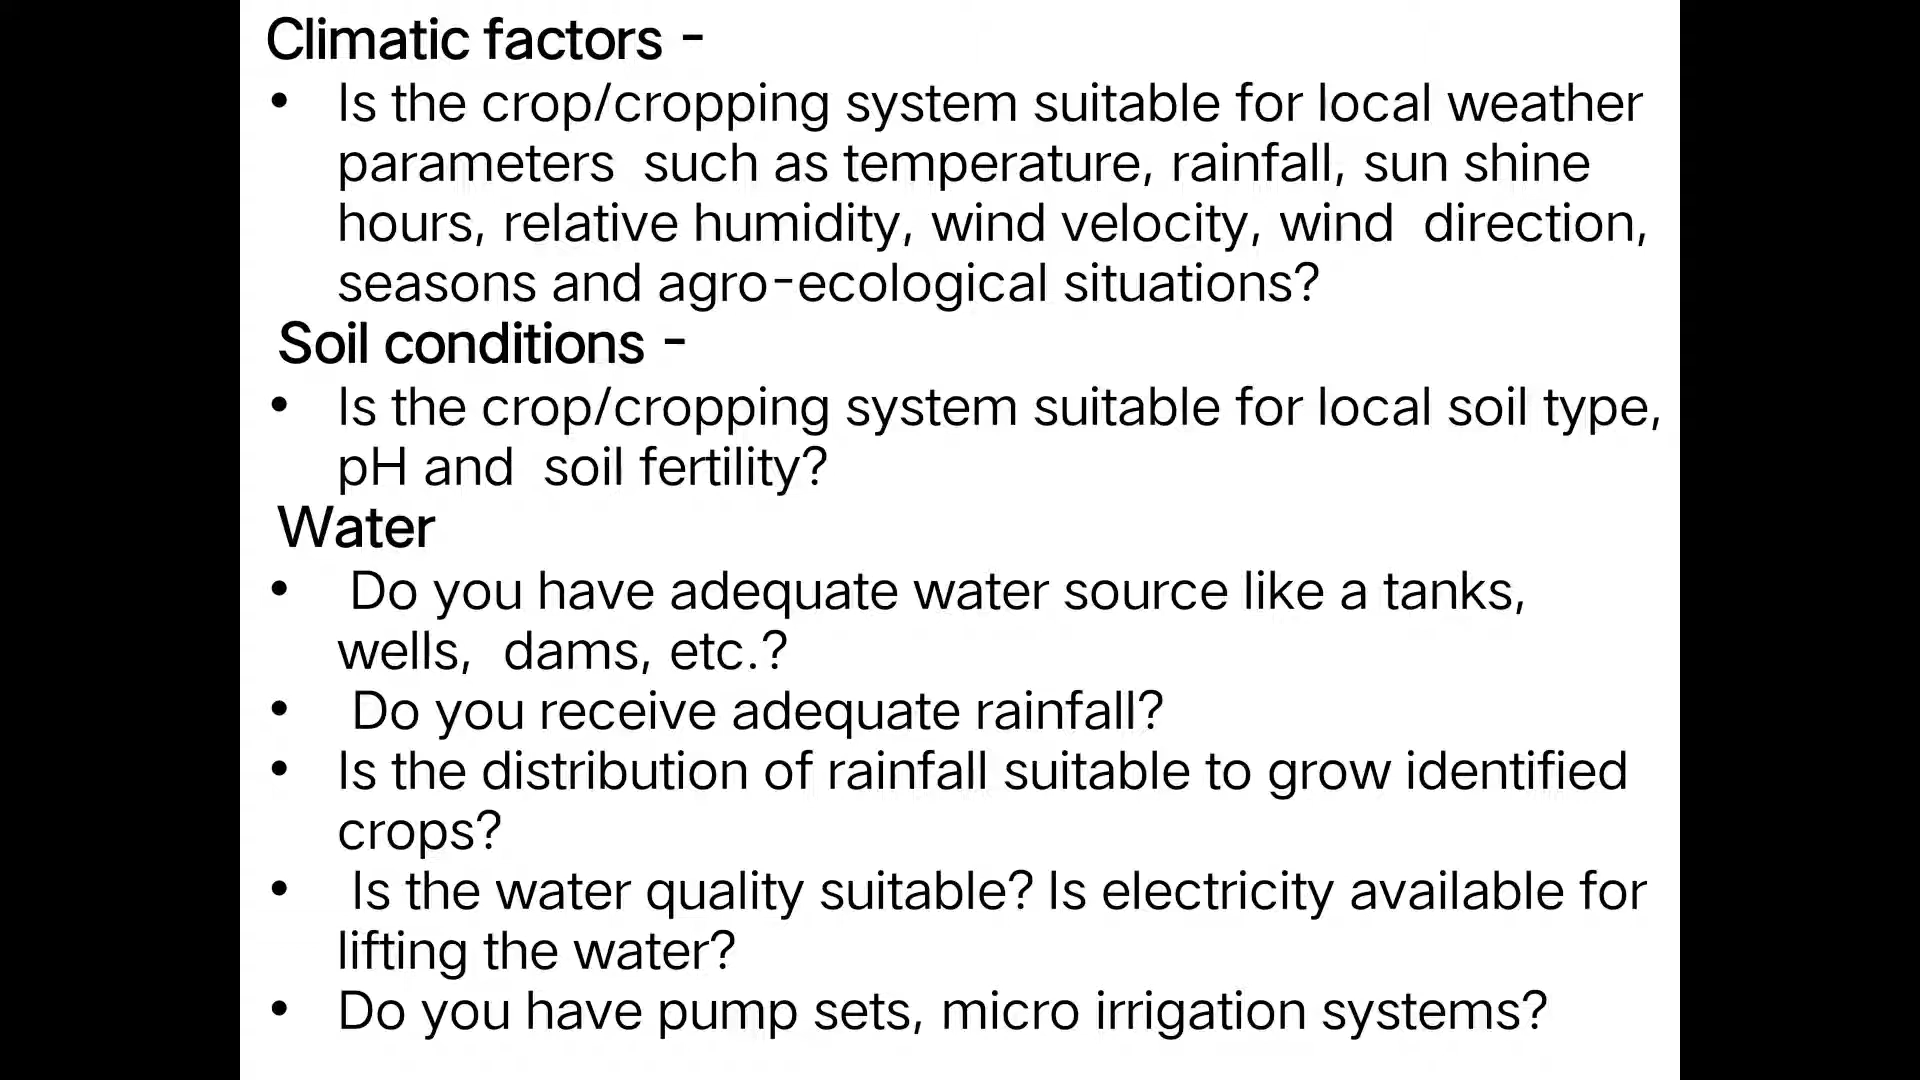 Climatic factors -
• Is the crop/cropping system suitable for local weather
parameters  such as temperature, rainfall, sun shine
hours, relative humidity, wind velocity, wind  direction,
seasons and agro-ecological situations?
Soil conditions -
• Is the crop/cropping system suitable for local soil type,
pH and  soil fertility?
Water
• Do you have adequate water source like a tanks,
wells,  dams, etc.?
• Do you receive adequate rainfall?
• Is the distribution of rainfall suitable to grow identified
crops?
• Is the water quality suitable? Is electricity available for
lifting the water?
• Do you have pump sets, micro irrigation systems?